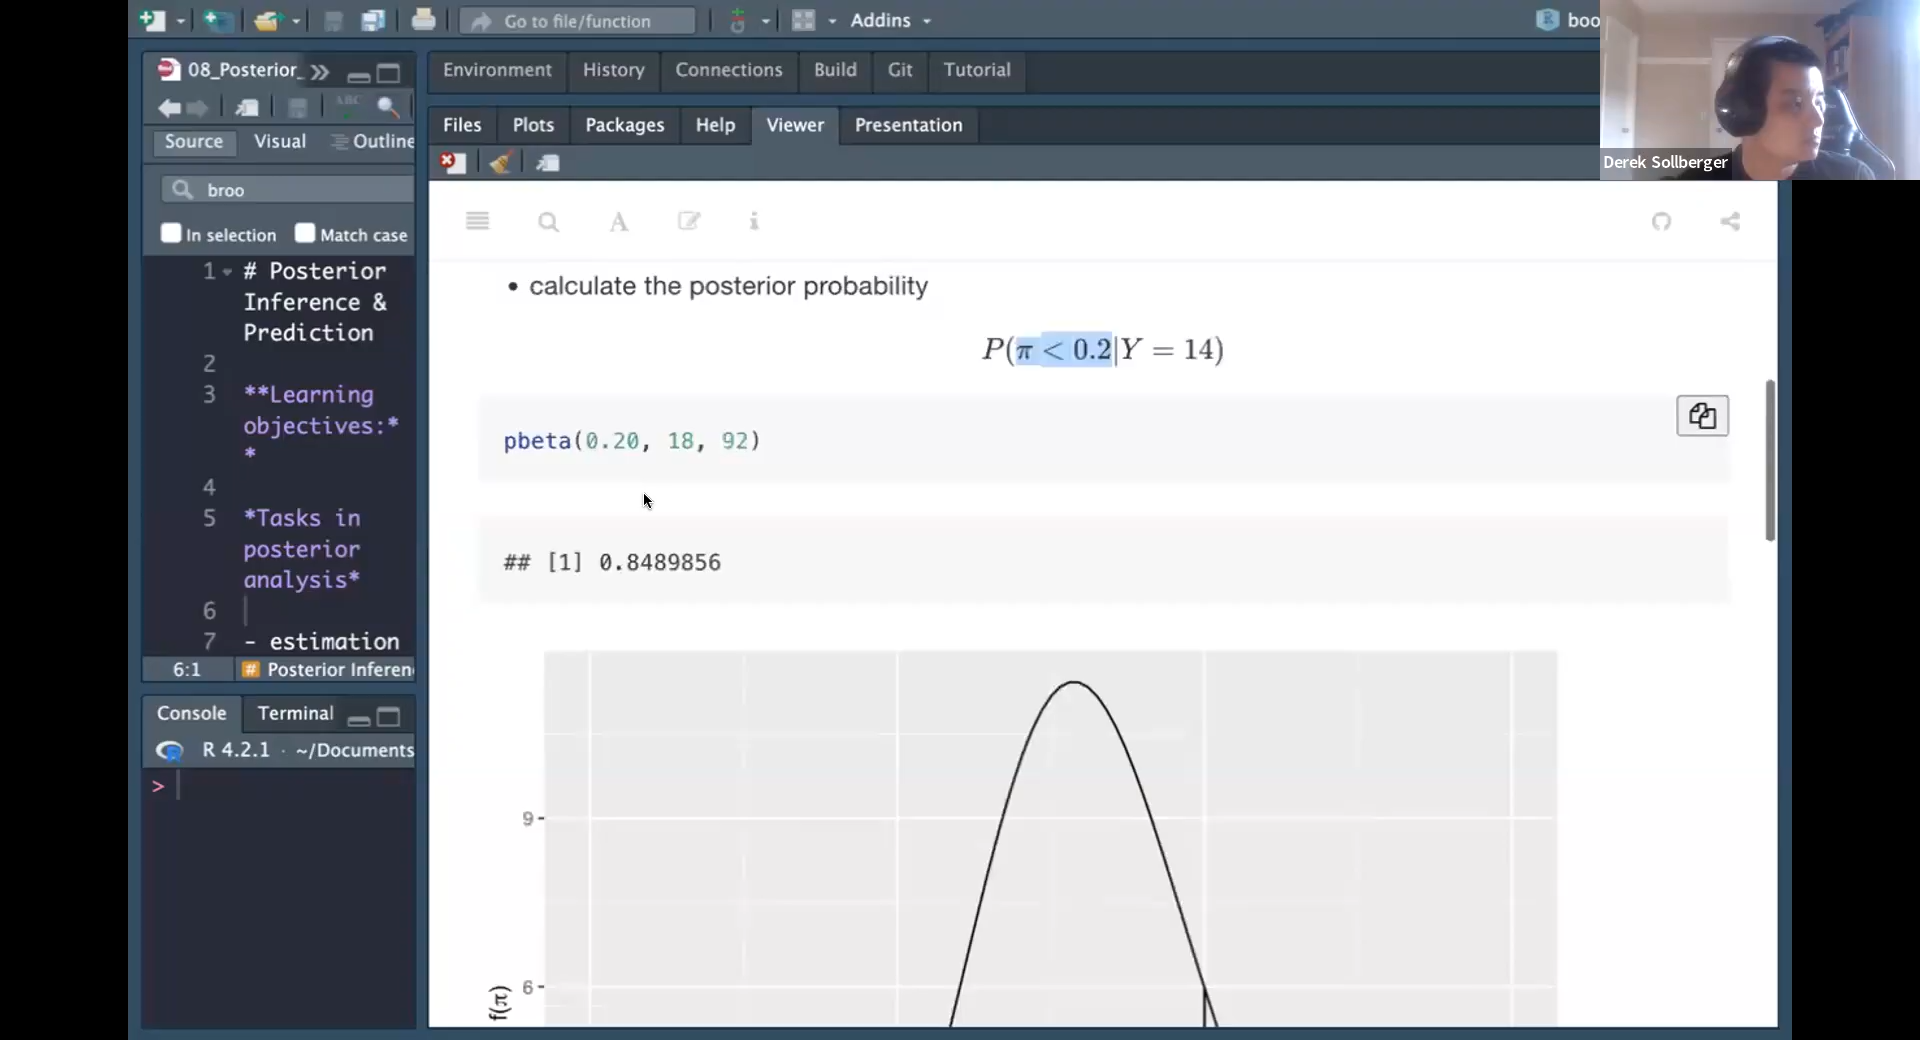 Go to file/function
Addins
boo
Derek Sollberger
08_Posterior_
Environment
History
Connections
Build
Git
Tutorial
ABC
Source
Visual
Outline
Files
Plots
Packages
Help
Viewer
Presentation
broo
In selection
Match case
1 # Posterior
Inference &
Prediction
2
3 **Learning
objectives:*
*
4
5 *Tasks in
posterior
analysis*
6
7 - estimation
6:1 # Posterior Inferen
Console
Terminal
R 4.2.1 · ~/Documents
>
A
i
• calculate the posterior probability
P(π < 0.2|Y = 14)
pbeta(0.20, 18, 92)
## [1] 0.8489856
9
6
f(π)